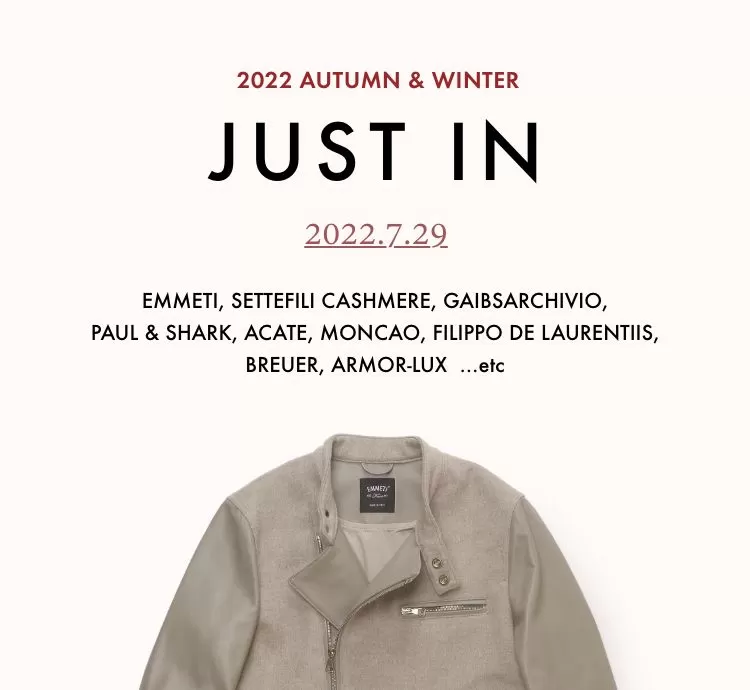 2022 AUTUMN & WINTER
JUST IN
2022.7.29
EMMETI, SETTEFILI CASHMERE, GAIBSARCHIVIO,
PAUL & SHARK, ACATE, MONCAO, FILIPPO DE LAURENTIIS,
BREUER, ARMOR-LUX ...etc
EMMETI